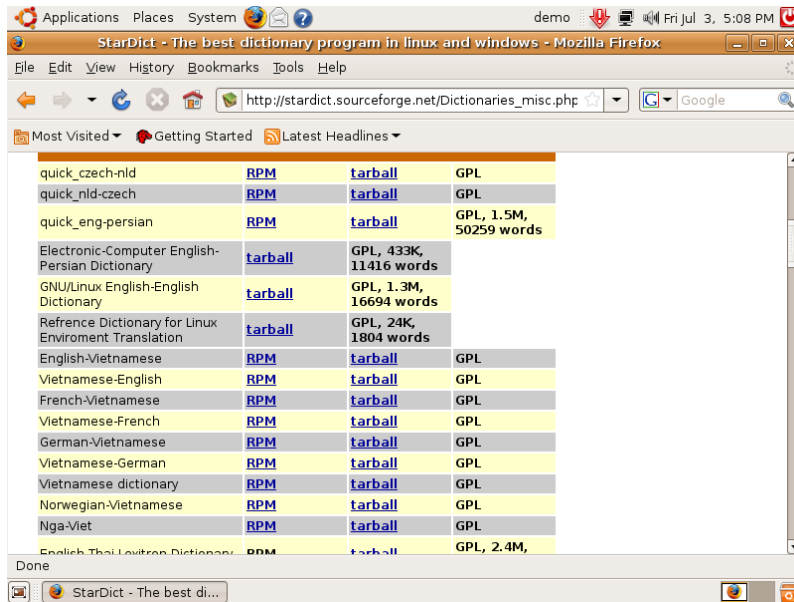 Applications Places System demo Fri Jul 3, 5:08 PM
StarDict - The best dictionary program in linux and windows - Mozilla Firefox
File Edit View History Bookmarks Tools Help
http://stardict.sourceforge.net/Dictionaries_misc.php Google
Most Visited Getting Started Latest Headlines
quick_czech-nld RPM tarball GPL
quick_nld-czech RPM tarball GPL
quick_eng-persian RPM tarball GPL, 1.5M,
50259 words
Electronic-Computer English-
Persian Dictionary tarball GPL, 433K,
11416 words
GNU/Linux English-English
Dictionary tarball GPL, 1.3M,
16694 words
Refrence Dictionary for Linux
Enviroment Translation tarball GPL, 24K,
1804 words
English-Vietnamese RPM tarball GPL
Vietnamese-English RPM tarball GPL
French-Vietnamese RPM tarball GPL
Vietnamese-French RPM tarball GPL
German-Vietnamese RPM tarball GPL
Vietnamese-German RPM tarball GPL
Vietnamese dictionary RPM tarball GPL
Norwegian-Vietnamese RPM tarball GPL
Nga-Viet RPM tarball GPL
English Thai Lexitron Dictionary RPM tarball GPL, 2.4M,
Done
StarDict - The best di...